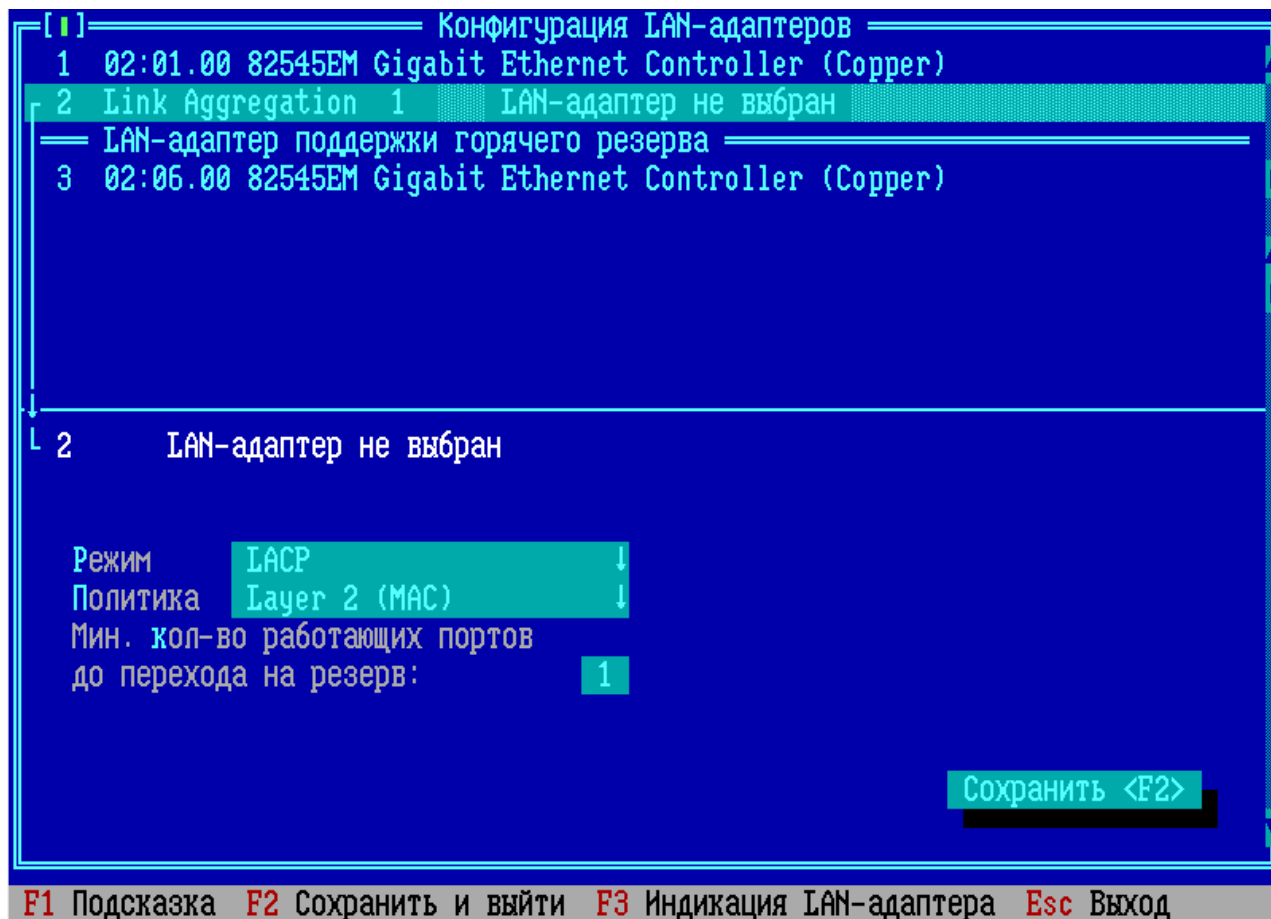 [▮] Конфигурация LAN-адаптеров
1 02:01.00 82545EM Gigabit Ethernet Controller (Copper)
2 Link Aggregation 1 LAN-адаптер не выбран
LAN-адаптер поддержки горячего резерва
3 02:06.00 82545EM Gigabit Ethernet Controller (Copper)
2 LAN-адаптер не выбран
Режим LACP ↓
Политика Layer 2 (MAC) ↓
Мин. кол-во работающих портов
до перехода на резерв: 1
Сохранить <F2>
F1 Подсказка F2 Сохранить и выйти F3 Индикация LAN-адаптера Esc Выход